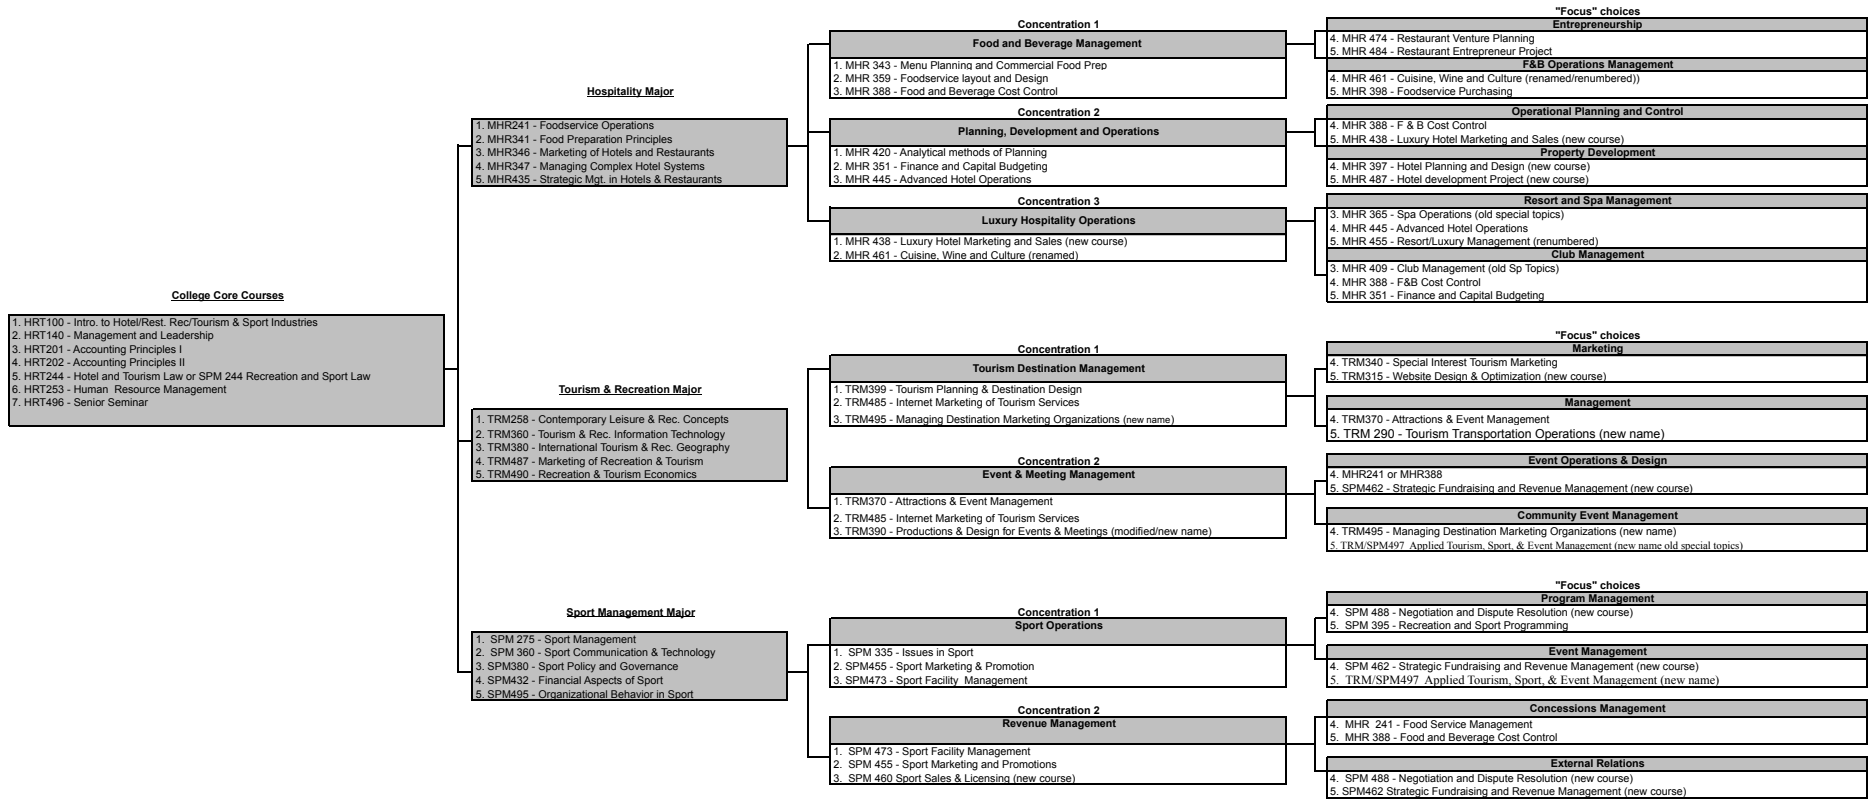 College Core Courses
1. HRT100 - Intro. to Hotel/Rest. Rec/Tourism & Sport Industries
2. HRT140 - Management and Leadership
3. HRT201 - Accounting Principles I
4. HRT202 - Accounting Principles II
5. HRT244 - Hotel and Tourism Law or SPM 244 Recreation and Sport Law
6. HRT253 - Human  Resource Management
7. HRT496 - Senior Seminar
Hospitality Major
1. MHR241 - Foodservice Operations
2. MHR341 - Food Preparation Principles
3. MHR346 - Marketing of Hotels and Restaurants
4. MHR347 - Managing Complex Hotel Systems
5. MHR435 - Strategic Mgt. in Hotels & Restaurants
Concentration 1
Food and Beverage Management
1. MHR 343 - Menu Planning and Commercial Food Prep
2. MHR 359 - Foodservice layout and Design
3. MHR 388 - Food and Beverage Cost Control
"Focus" choices
Entrepreneurship
4. MHR 474 - Restaurant Venture Planning
5. MHR 484 - Restaurant Entrepreneur Project
F&B Operations Management
4. MHR 461 - Cuisine, Wine and Culture (renamed/renumbered))
5. MHR 398 - Foodservice Purchasing
Concentration 2
Planning, Development and Operations
1. MHR 420 - Analytical methods of Planning
2. MHR 351 - Finance and Capital Budgeting
3. MHR 445 - Advanced Hotel Operations
Operational Planning and Control
4. MHR 388 - F & B Cost Control
5. MHR 438 - Luxury Hotel Marketing and Sales (new course)
Property Development
4. MHR 397 - Hotel Planning and Design (new course)
5. MHR 487 - Hotel development Project (new course)
Concentration 3
Luxury Hospitality Operations
1. MHR 438 - Luxury Hotel Marketing and Sales (new course)
2. MHR 461 - Cuisine, Wine and Culture (renamed)
Resort and Spa Management
3. MHR 365 - Spa Operations (old special topics)
4. MHR 445 - Advanced Hotel Operations
5. MHR 455 - Resort/Luxury Management (renumbered)
Club Management
3. MHR 409 - Club Management (old Sp Topics)
4. MHR 388 - F&B Cost Control
5. MHR 351 - Finance and Capital Budgeting
Tourism & Recreation Major
1. TRM258 - Contemporary Leisure & Rec. Concepts
2. TRM360 - Tourism & Rec. Information Technology
3. TRM380 - International Tourism & Rec. Geography
4. TRM487 - Marketing of Recreation & Tourism
5. TRM490 - Recreation & Tourism Economics
Concentration 1
Tourism Destination Management
1. TRM399 - Tourism Planning & Destination Design
2. TRM485 - Internet Marketing of Tourism Services
3. TRM495 - Managing Destination Marketing Organizations (new name)
"Focus" choices
Marketing
4. TRM340 - Special Interest Tourism Marketing
5. TRM315 - Website Design & Optimization (new course)
Management
4. TRM370 - Attractions & Event Management
5. TRM 290 - Tourism Transportation Operations (new name)
Concentration 2
Event & Meeting Management
1. TRM370 - Attractions & Event Management
2. TRM485 - Internet Marketing of Tourism Services
3. TRM390 - Productions & Design for Events & Meetings (modified/new name)
Event Operations & Design
4. MHR241 or MHR388
5. SPM462 - Strategic Fundraising and Revenue Management (new course)
Community Event Management
4. TRM495 - Managing Destination Marketing Organizations (new name)
5. TRM/SPM497  Applied Tourism, Sport, & Event Management (new name old special topics)
Sport Management Major
1.  SPM 275 - Sport Management
2.  SPM 360 - Sport Communication & Technology
3. SPM380 - Sport Policy and Governance
4. SPM432 - Financial Aspects of Sport
5. SPM495 - Organizational Behavior in Sport
Concentration 1
Sport Operations
1.  SPM 335 - Issues in Sport
2. SPM455 - Sport Marketing & Promotion
3. SPM473 - Sport Facility  Management
"Focus" choices
Program Management
4.  SPM 488 - Negotiation and Dispute Resolution (new course)
5.  SPM 395 - Recreation and Sport Programming
Event Management
4.  SPM 462 - Strategic Fundraising and Revenue Management (new course)
5.  TRM/SPM497  Applied Tourism, Sport, & Event Management (new name)
Concentration 2
Revenue Management
1.  SPM 473 - Sport Facility Management
2.  SPM 455 - Sport Marketing and Promotions
3.  SPM 460 Sport Sales & Licensing (new course)
Concessions Management
4.  MHR  241 - Food Service Management
5.  MHR 388 - Food and Beverage Cost Control
External Relations
4.  SPM 488 - Negotiation and Dispute Resolution (new course)
5. SPM462 Strategic Fundraising and Revenue Management (new course)